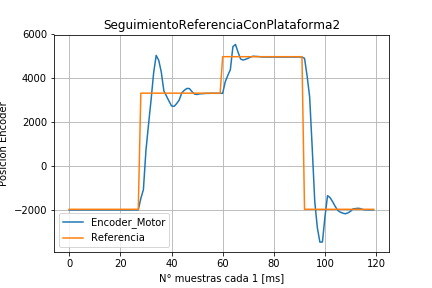 SeguimientoReferenciaConPlataforma2
6000
4000
2000
0
−2000
Posición Encoder
Encoder_Motor
Referencia
0 20 40 60 80 100 120
N° muestras cada 1 [ms]